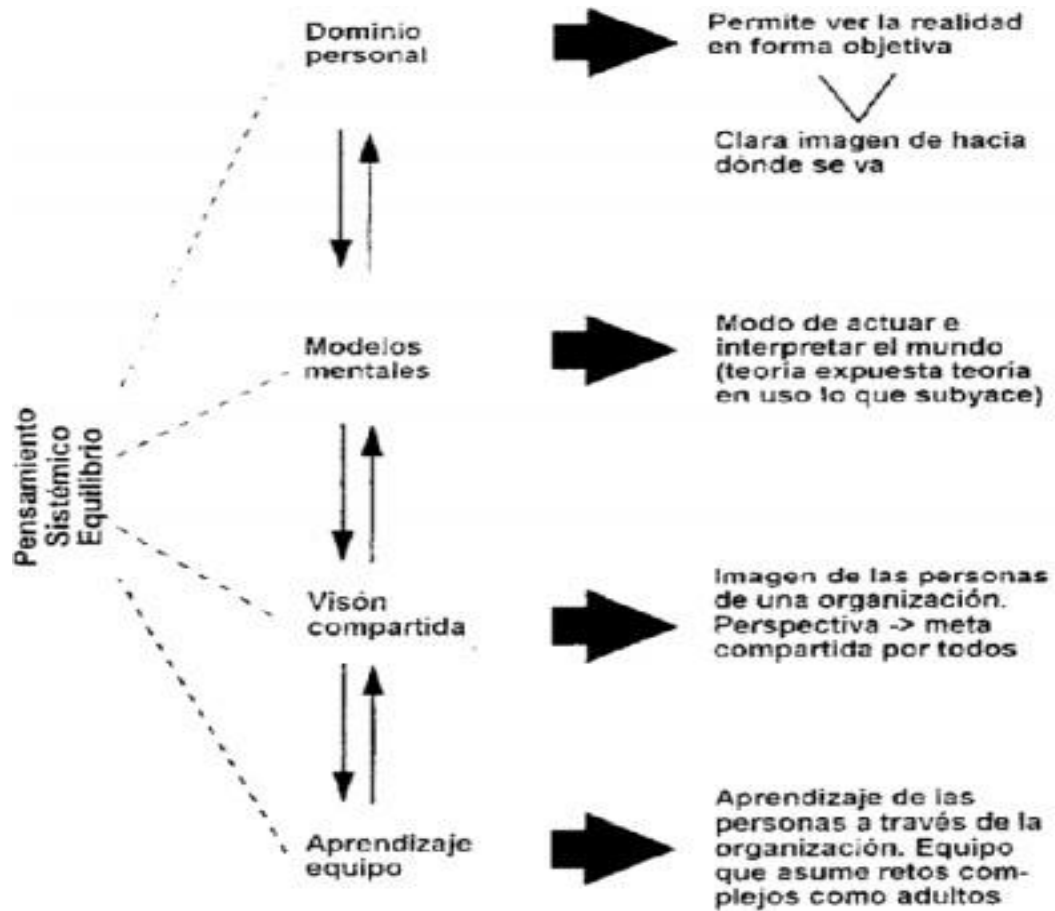 Dominio
personal
Permite ver la realidad
en forma objetiva
Clara imagen de hacia
dónde se va
Modelos
mentales
Modo de actuar e
interpretar el mundo
(teoría expuesta teoría
en uso lo que subyace)
Pensamiento
Sistémico
Equilibrio
Visón
compartida
Imagen de las personas
de una organización.
Perspectiva -> meta
compartida por todos
Aprendizaje
equipo
Aprendizaje de las
personas a través de la
organización. Equipo
que asume retos com-
plejos como adultos